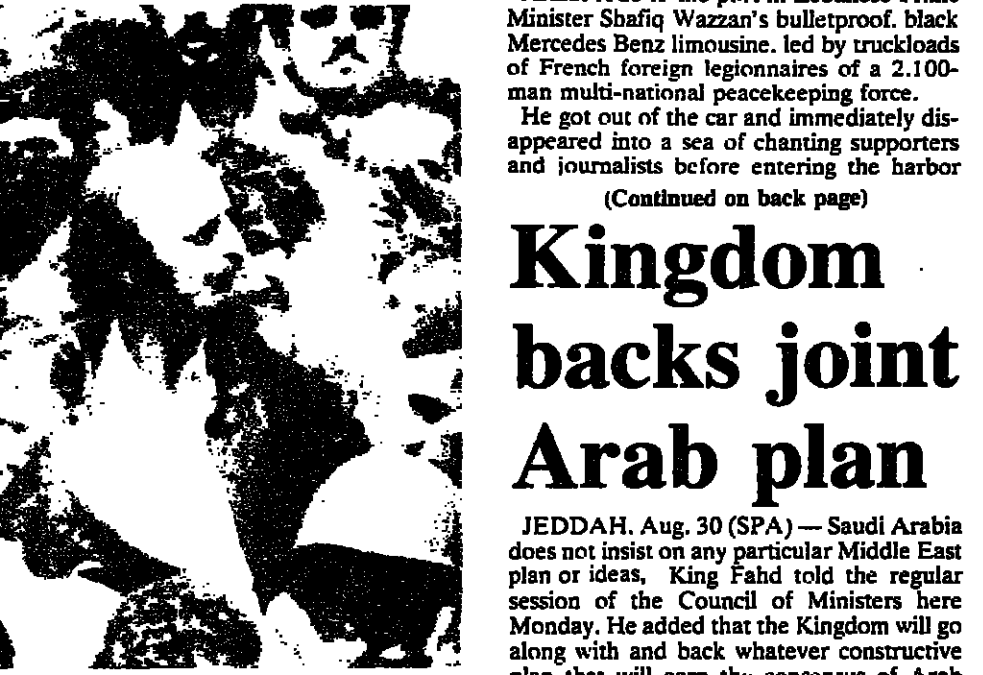 Minister Shafiq Wazzan's bulletproof. black
Mercedes Benz limousine. led by truckloads
of French foreign legionnaires of a 2.100-
man multi-national peacekeeping force.
He got out of the car and immediately dis-
appeared into a sea of chanting supporters
and journalists before entering the harbor
(Continued on back page)
Kingdom
backs joint
Arab plan
JEDDAH. Aug. 30 (SPA) — Saudi Arabia
does not insist on any particular Middle East
plan or ideas, King Fahd told the regular
session of the Council of Ministers here
Monday. He added that the Kingdom will go
along with and back whatever constructive